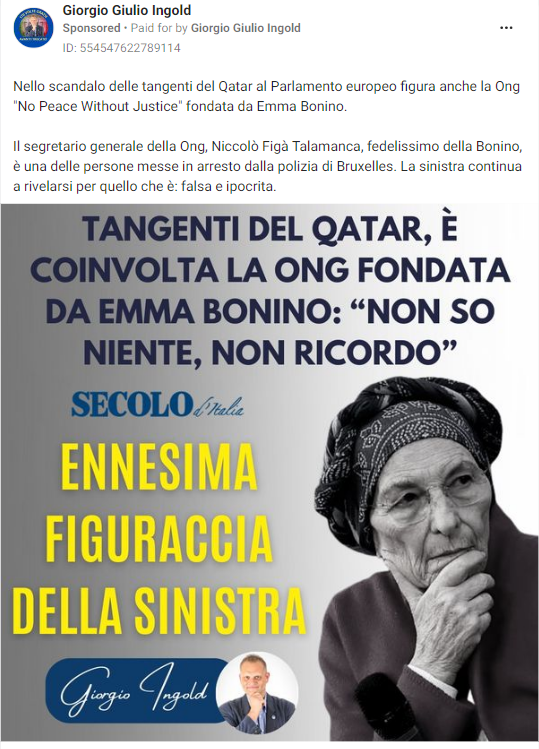 Giorgio Giulio Ingold
Sponsored • Paid for by Giorgio Giulio Ingold
ID: 554547622789114
Nello scandalo delle tangenti del Qatar al Parlamento europeo figura anche la Ong
"No Peace Without Justice" fondata da Emma Bonino.
Il segretario generale della Ong, Niccolò Figà Talamanca, fedelissimo della Bonino,
è una delle persone messe in arresto dalla polizia di Bruxelles. La sinistra continua
a rivelarsi per quello che è: falsa e ipocrita.
TANGENTI DEL QATAR, È
COINVOLTA LA ONG FONDATA
DA EMMA BONINO: “NON SO
NIENTE, NON RICORDO”
SECOLO d'Italia
ENNESIMA
FIGURACCIA
DELLA SINISTRA
Giorgio Ingold